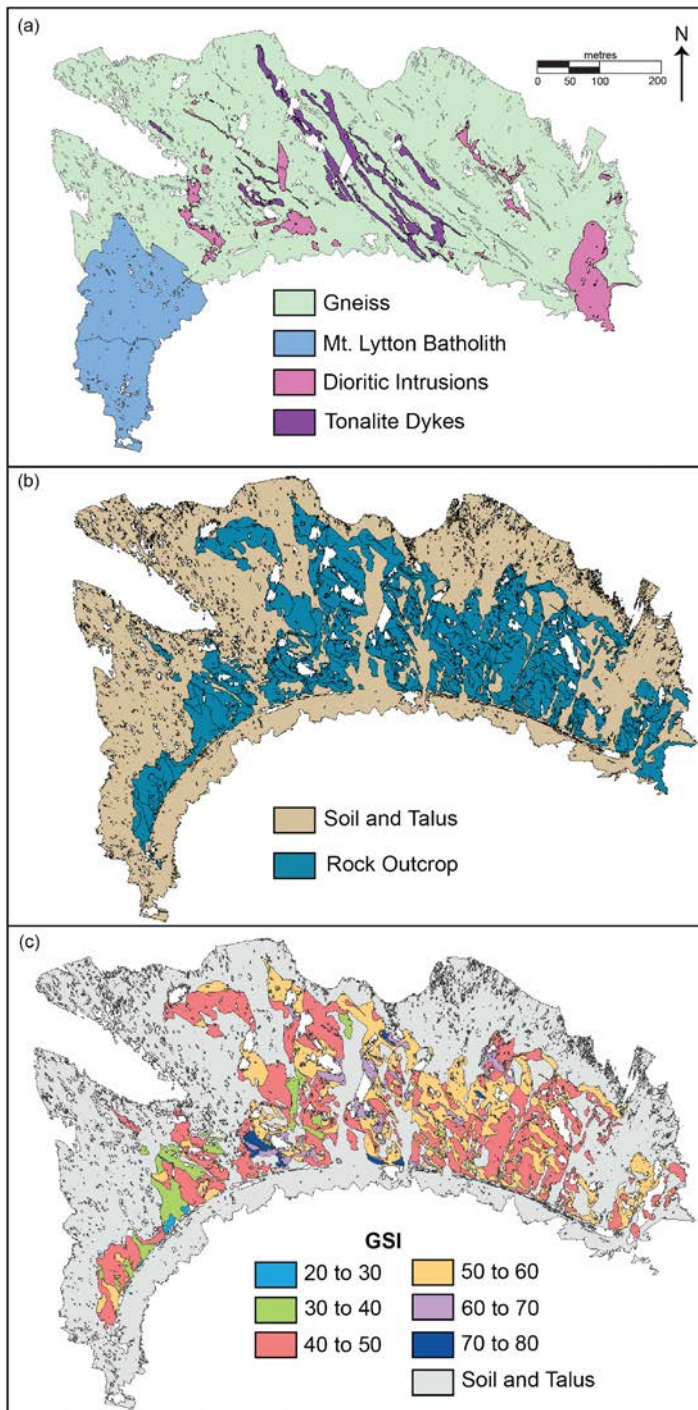 (a)
N
metres
0 50 100 200
Gneiss
Mt. Lytton Batholith
Dioritic Intrusions
Tonalite Dykes
(b)
Soil and Talus
Rock Outcrop
(c)
GSI
20 to 30
30 to 40
40 to 50
50 to 60
60 to 70
70 to 80
Soil and Talus